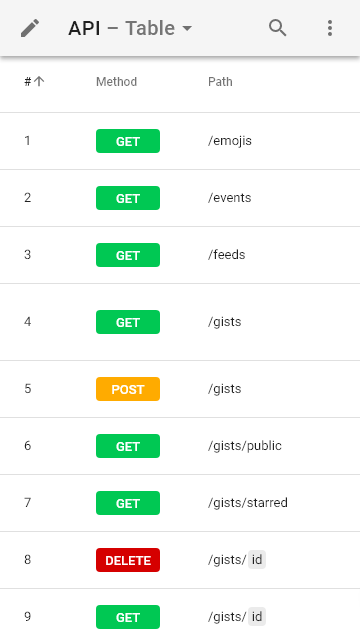 API – Table
# Method Path
1 GET /emojis
2 GET /events
3 GET /feeds
4 GET /gists
5 POST /gists
6 GET /gists/public
7 GET /gists/starred
8 DELETE /gists/ id
9 GET /gists/ id